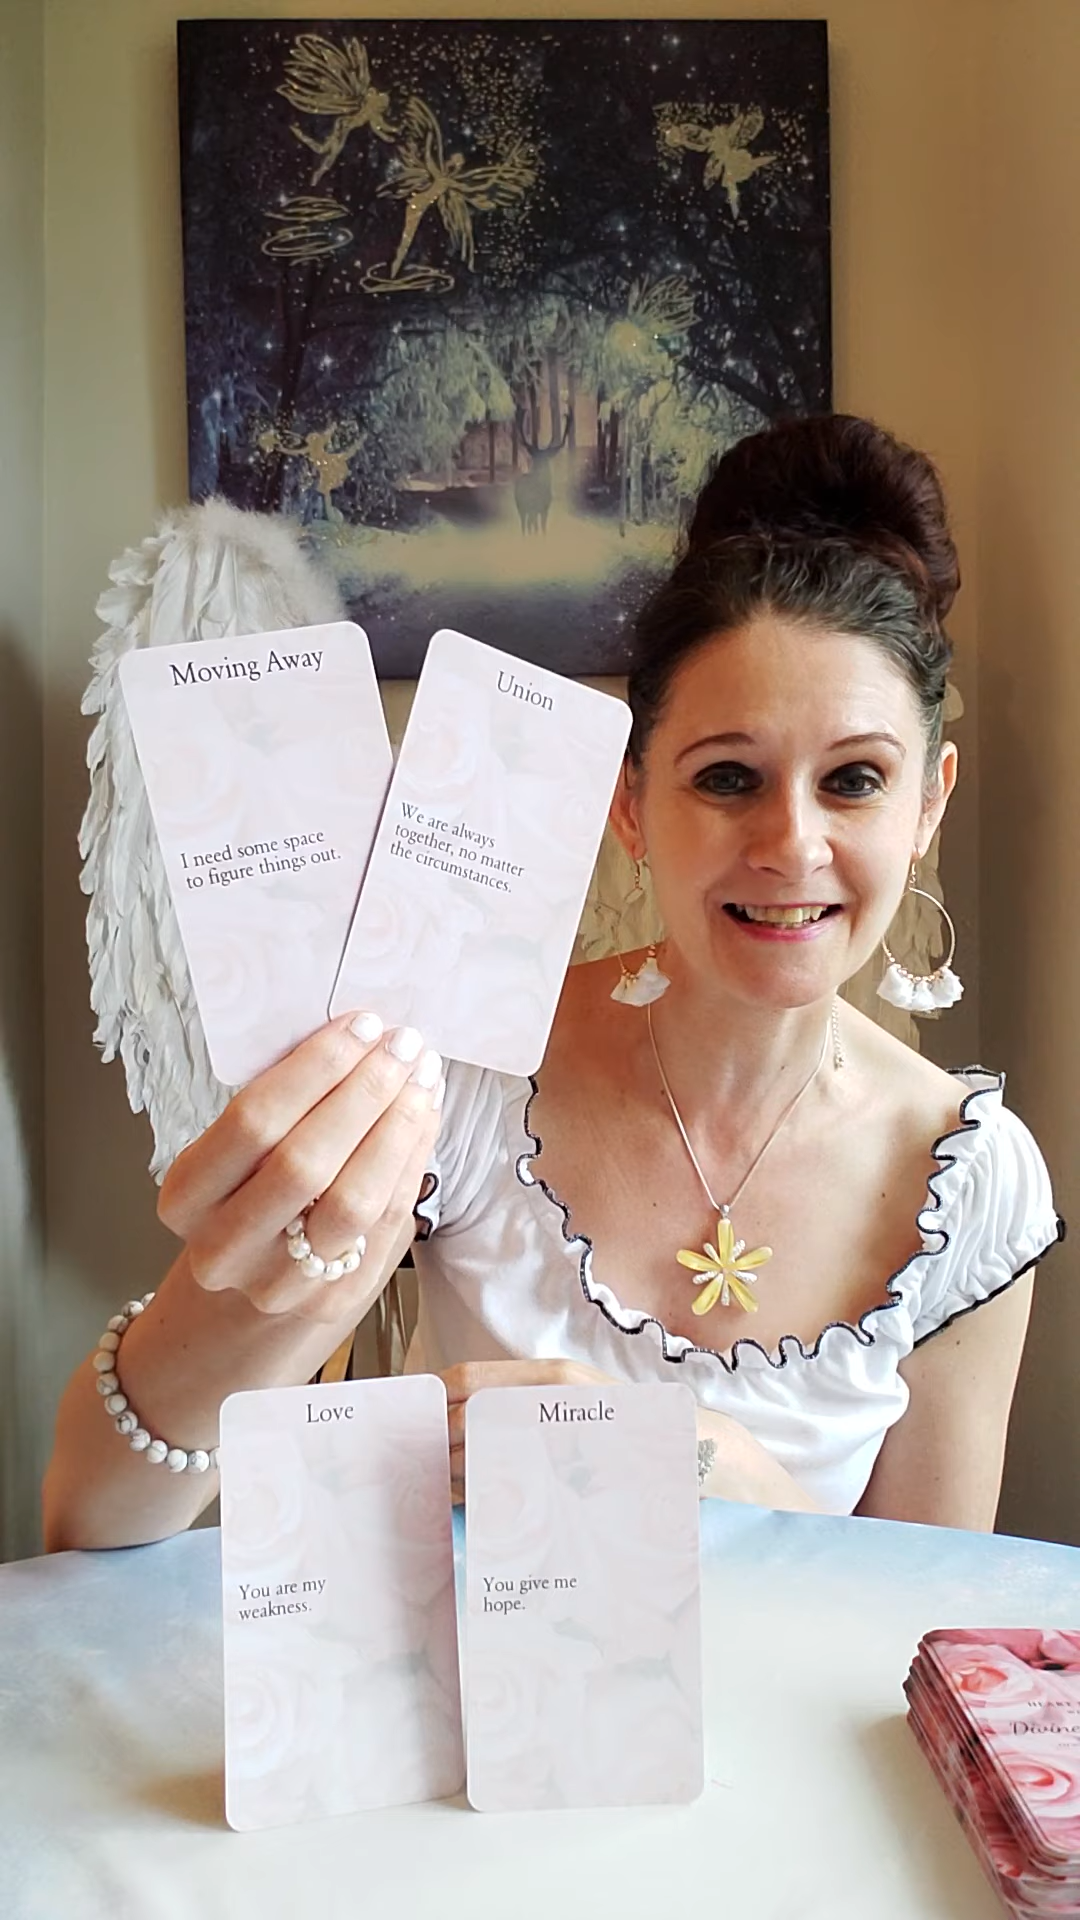 Moving Away
I need some space
to figure things out.
Union
We are always
together, no matter
the circumstances.
Love
You are my
weakness.
Miracle
You give me
hope.
Divine